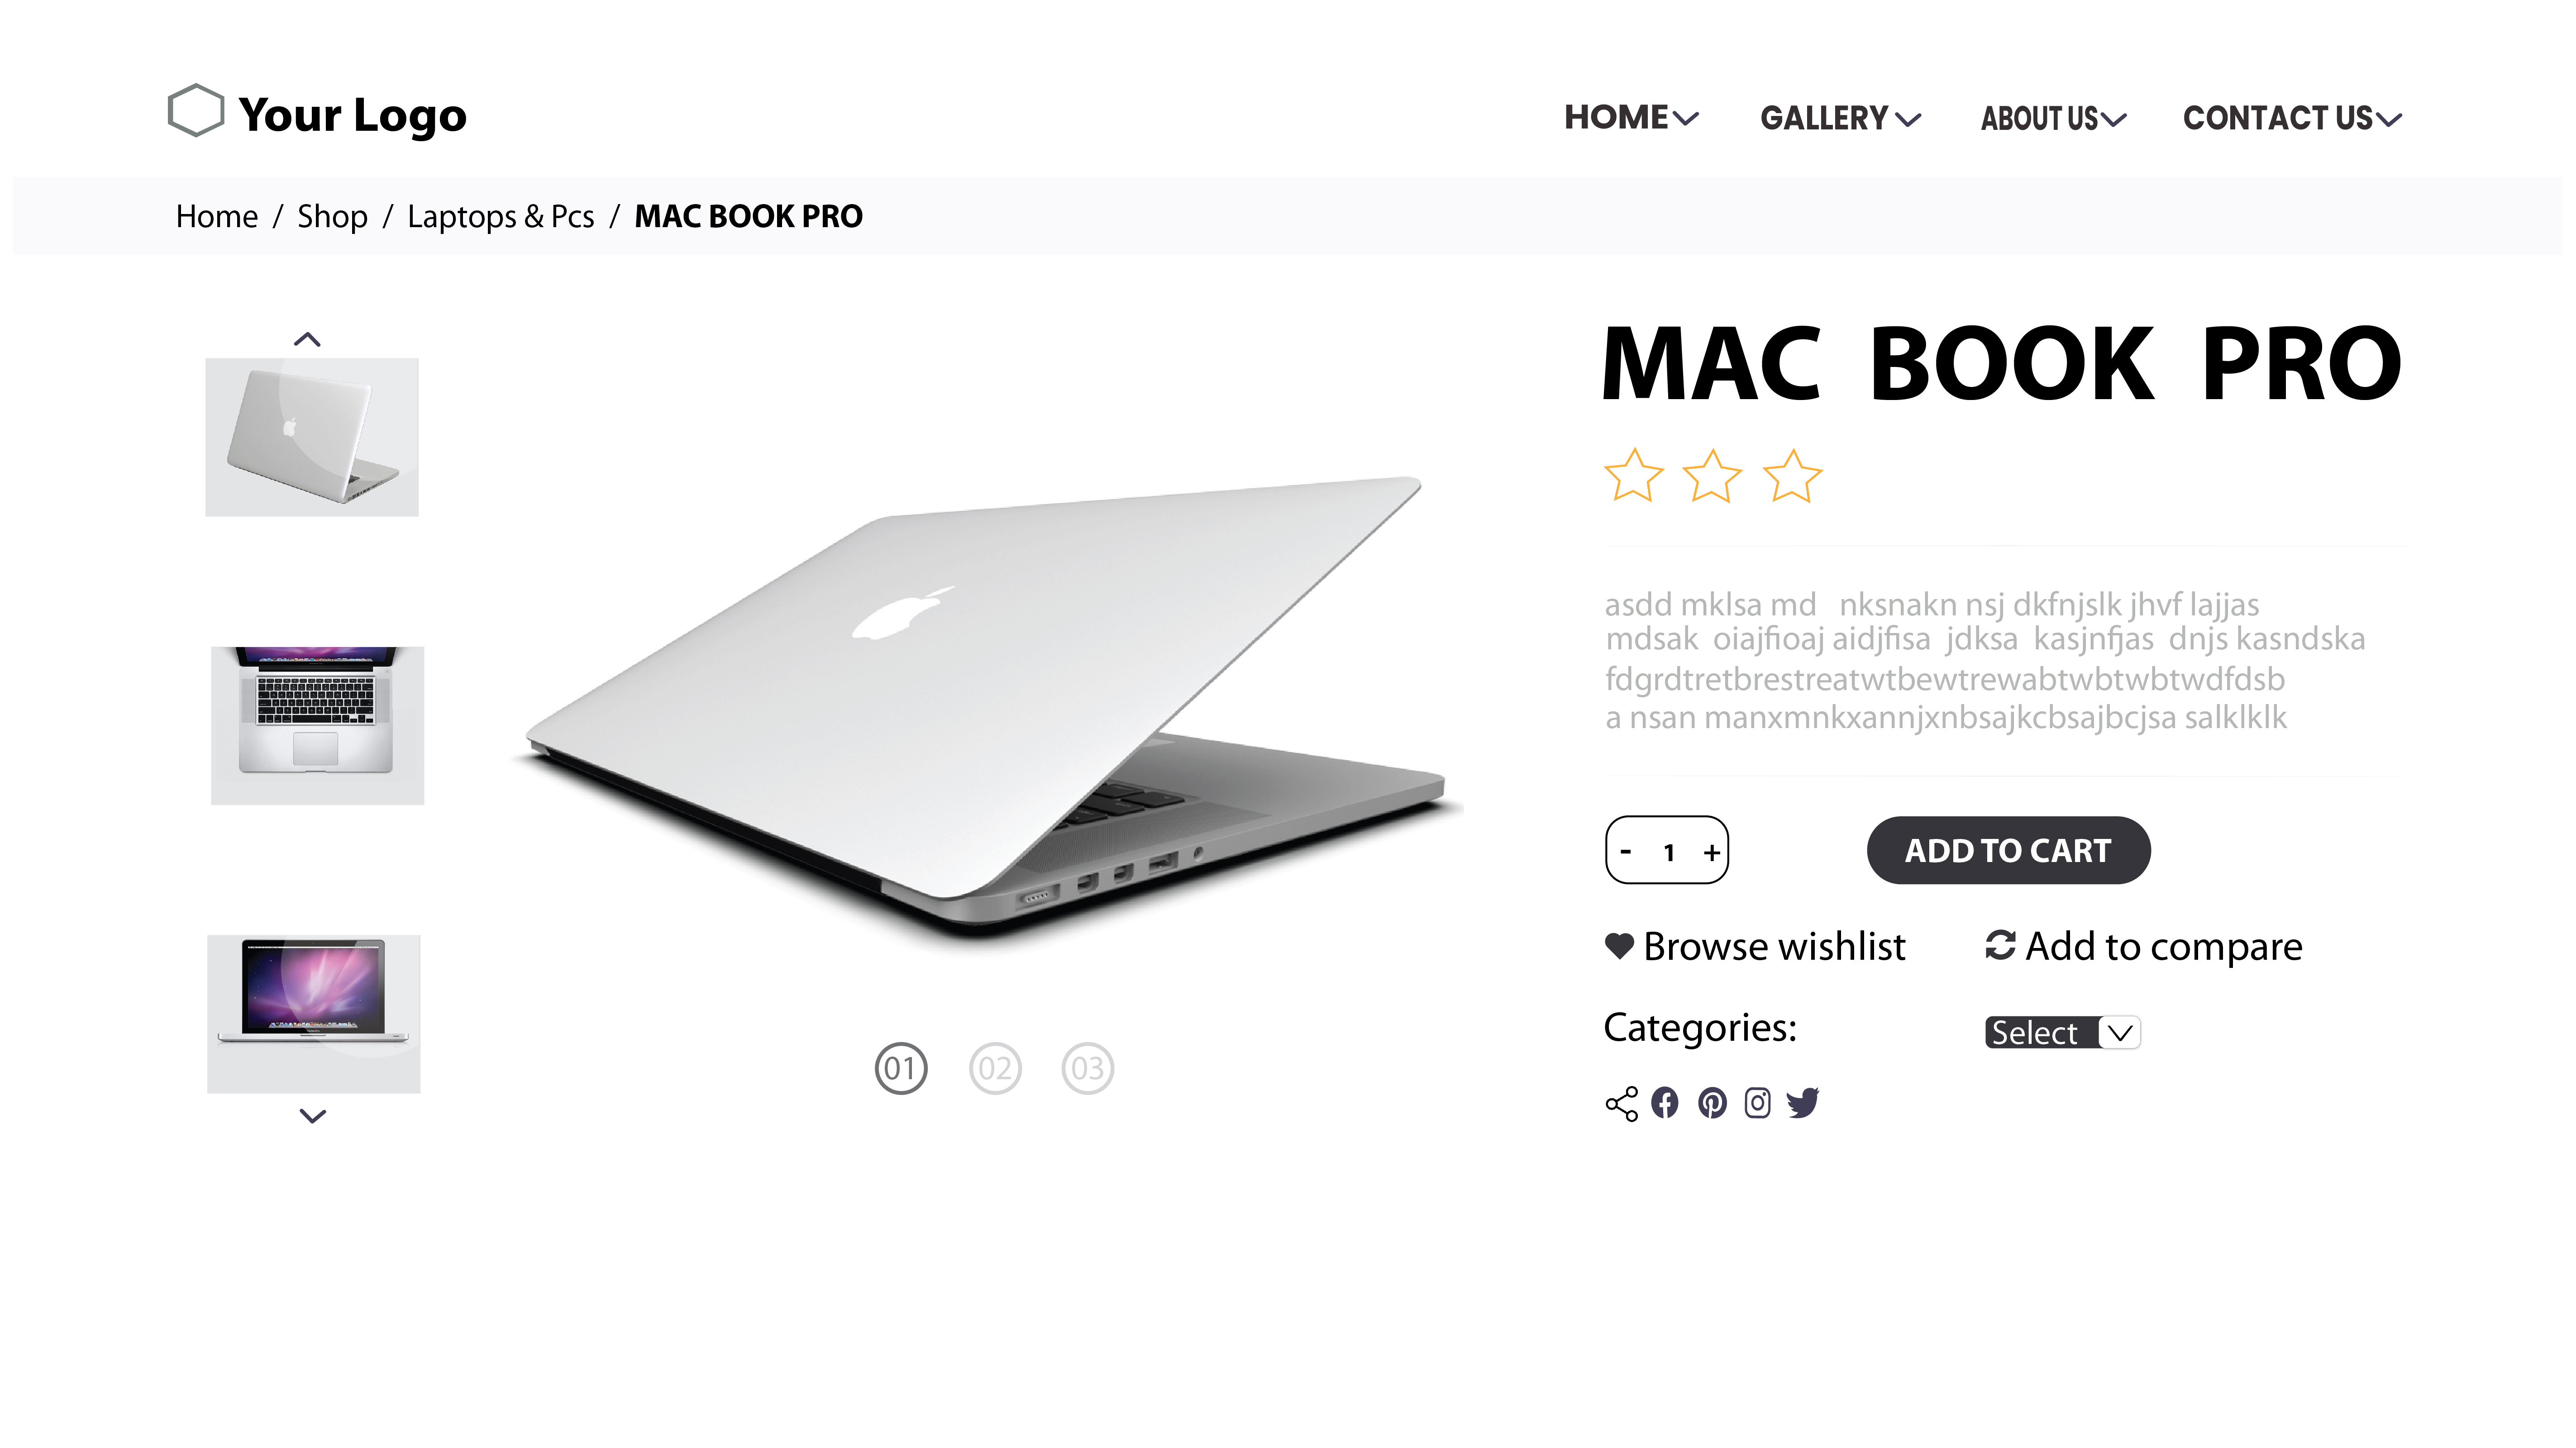 Your Logo
HOME GALLERY ABOUT US CONTACT US
Home / Shop / Laptops & Pcs / MAC BOOK PRO
MAC BOOK PRO
asdd mklsa md nksnakn nsj dkfnjslk jhvf lajjas
mdsak oiajfioaj aidjfisa jdksa kasjnfjas dnjs kasndska
fdgrdtretbrestreatwtbewtrewabtwbtwbtwdfdsb
a nsan manxmnkxannjxnbsajkcbsajbcjsa salklklk
- 1 + ADD TO CART
Browse wishlist Add to compare
Categories: Select
01 02 03